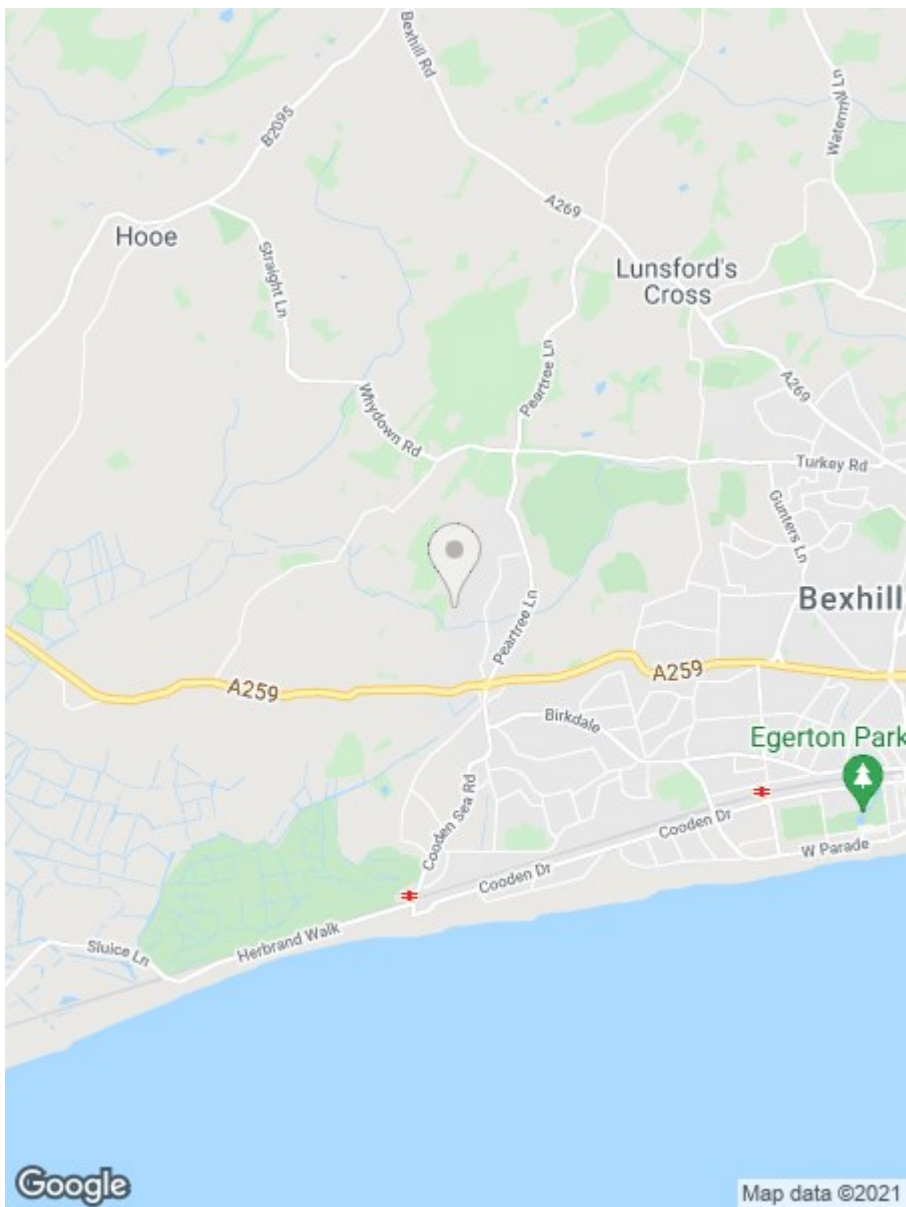 Bexhill Rd
Watermill Ln
B2095
A269
Hooe
Straight Ln
Lunsford's
Cross
Peartree Ln
A269
Whydown Rd
Turkey Rd
Gunters Ln
Bexhill
Peartree Ln
A259
A259
Birkdale
Egerton Park
Cooden Sea Rd
Cooden Dr
W Parade
Cooden Dr
Herbrand Walk
Sluice Ln
Google
Map data ©2021